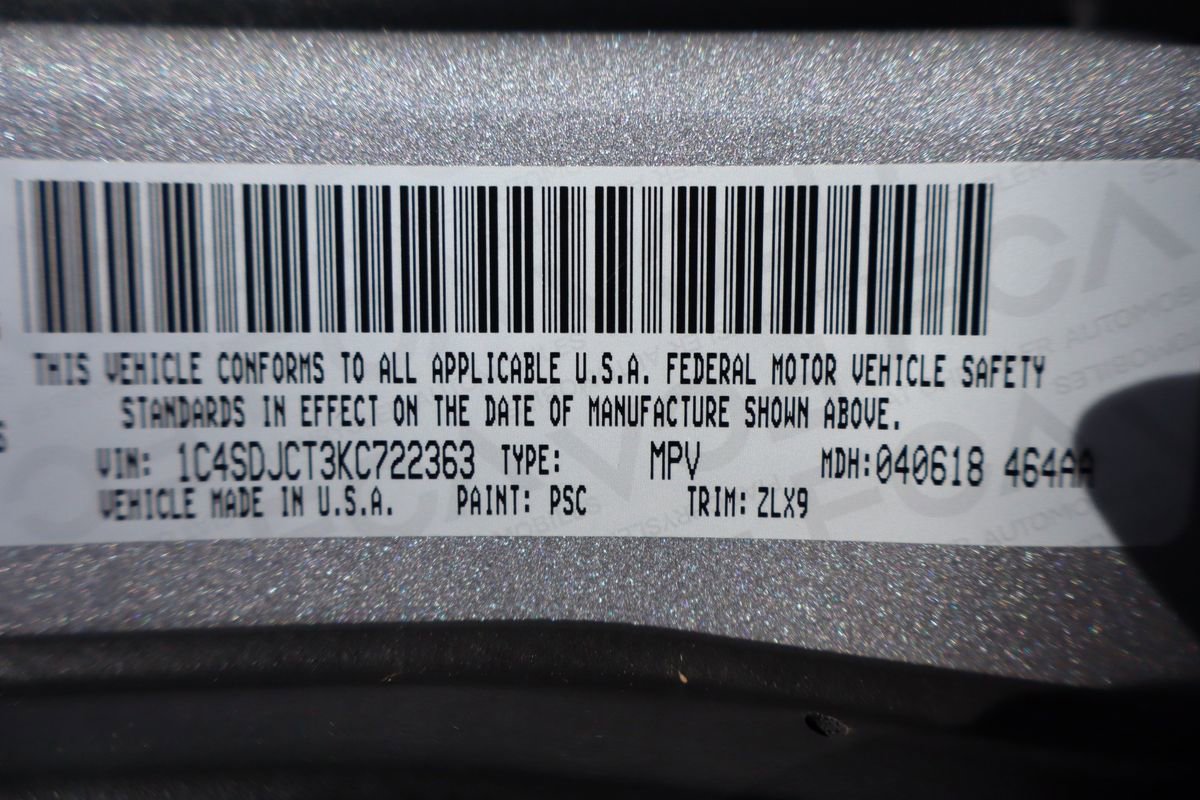 THIS VEHICLE CONFORMS TO ALL APPLICABLE U.S.A. FEDERAL MOTOR VEHICLE SAFETY
STANDARDS IN EFFECT ON THE DATE OF MANUFACTURE SHOWN ABOVE.
VIN: 1C4SDJCT3KC722363 TYPE: MPV MDH:040618 464AA
VEHICLE MADE IN U.S.A. PAINT: PSC TRIM: ZLX9